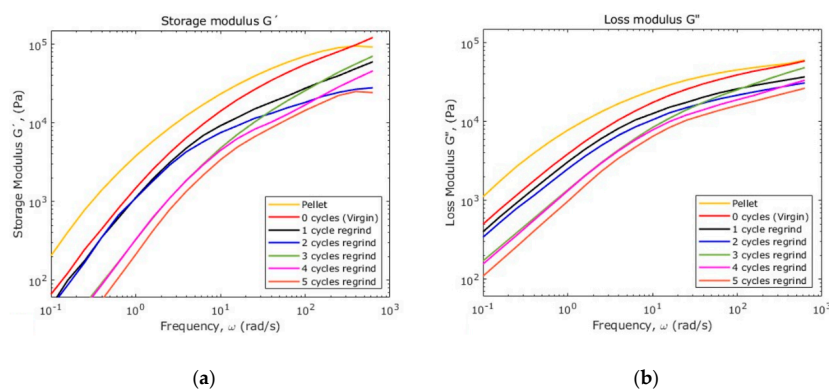 Storage modulus G´
Storage Modulus G´, (Pa)
10⁵
10⁴
10³
10²
Pellet
0 cycles (Virgin)
1 cycle regrind
2 cycles regrind
3 cycles regrind
4 cycles regrind
5 cycles regrind
10⁻¹ 10⁰ 10¹ 10² 10³
Frequency, ω (rad/s)
(a)
Loss modulus G"
Loss Modulus G", (Pa)
10⁵
10⁴
10³
10²
Pellet
0 cycles (Virgin)
1 cycle regrind
2 cycles regrind
3 cycles regrind
4 cycles regrind
5 cycles regrind
10⁻¹ 10⁰ 10¹ 10² 10³
Frequency, ω (rad/s)
(b)